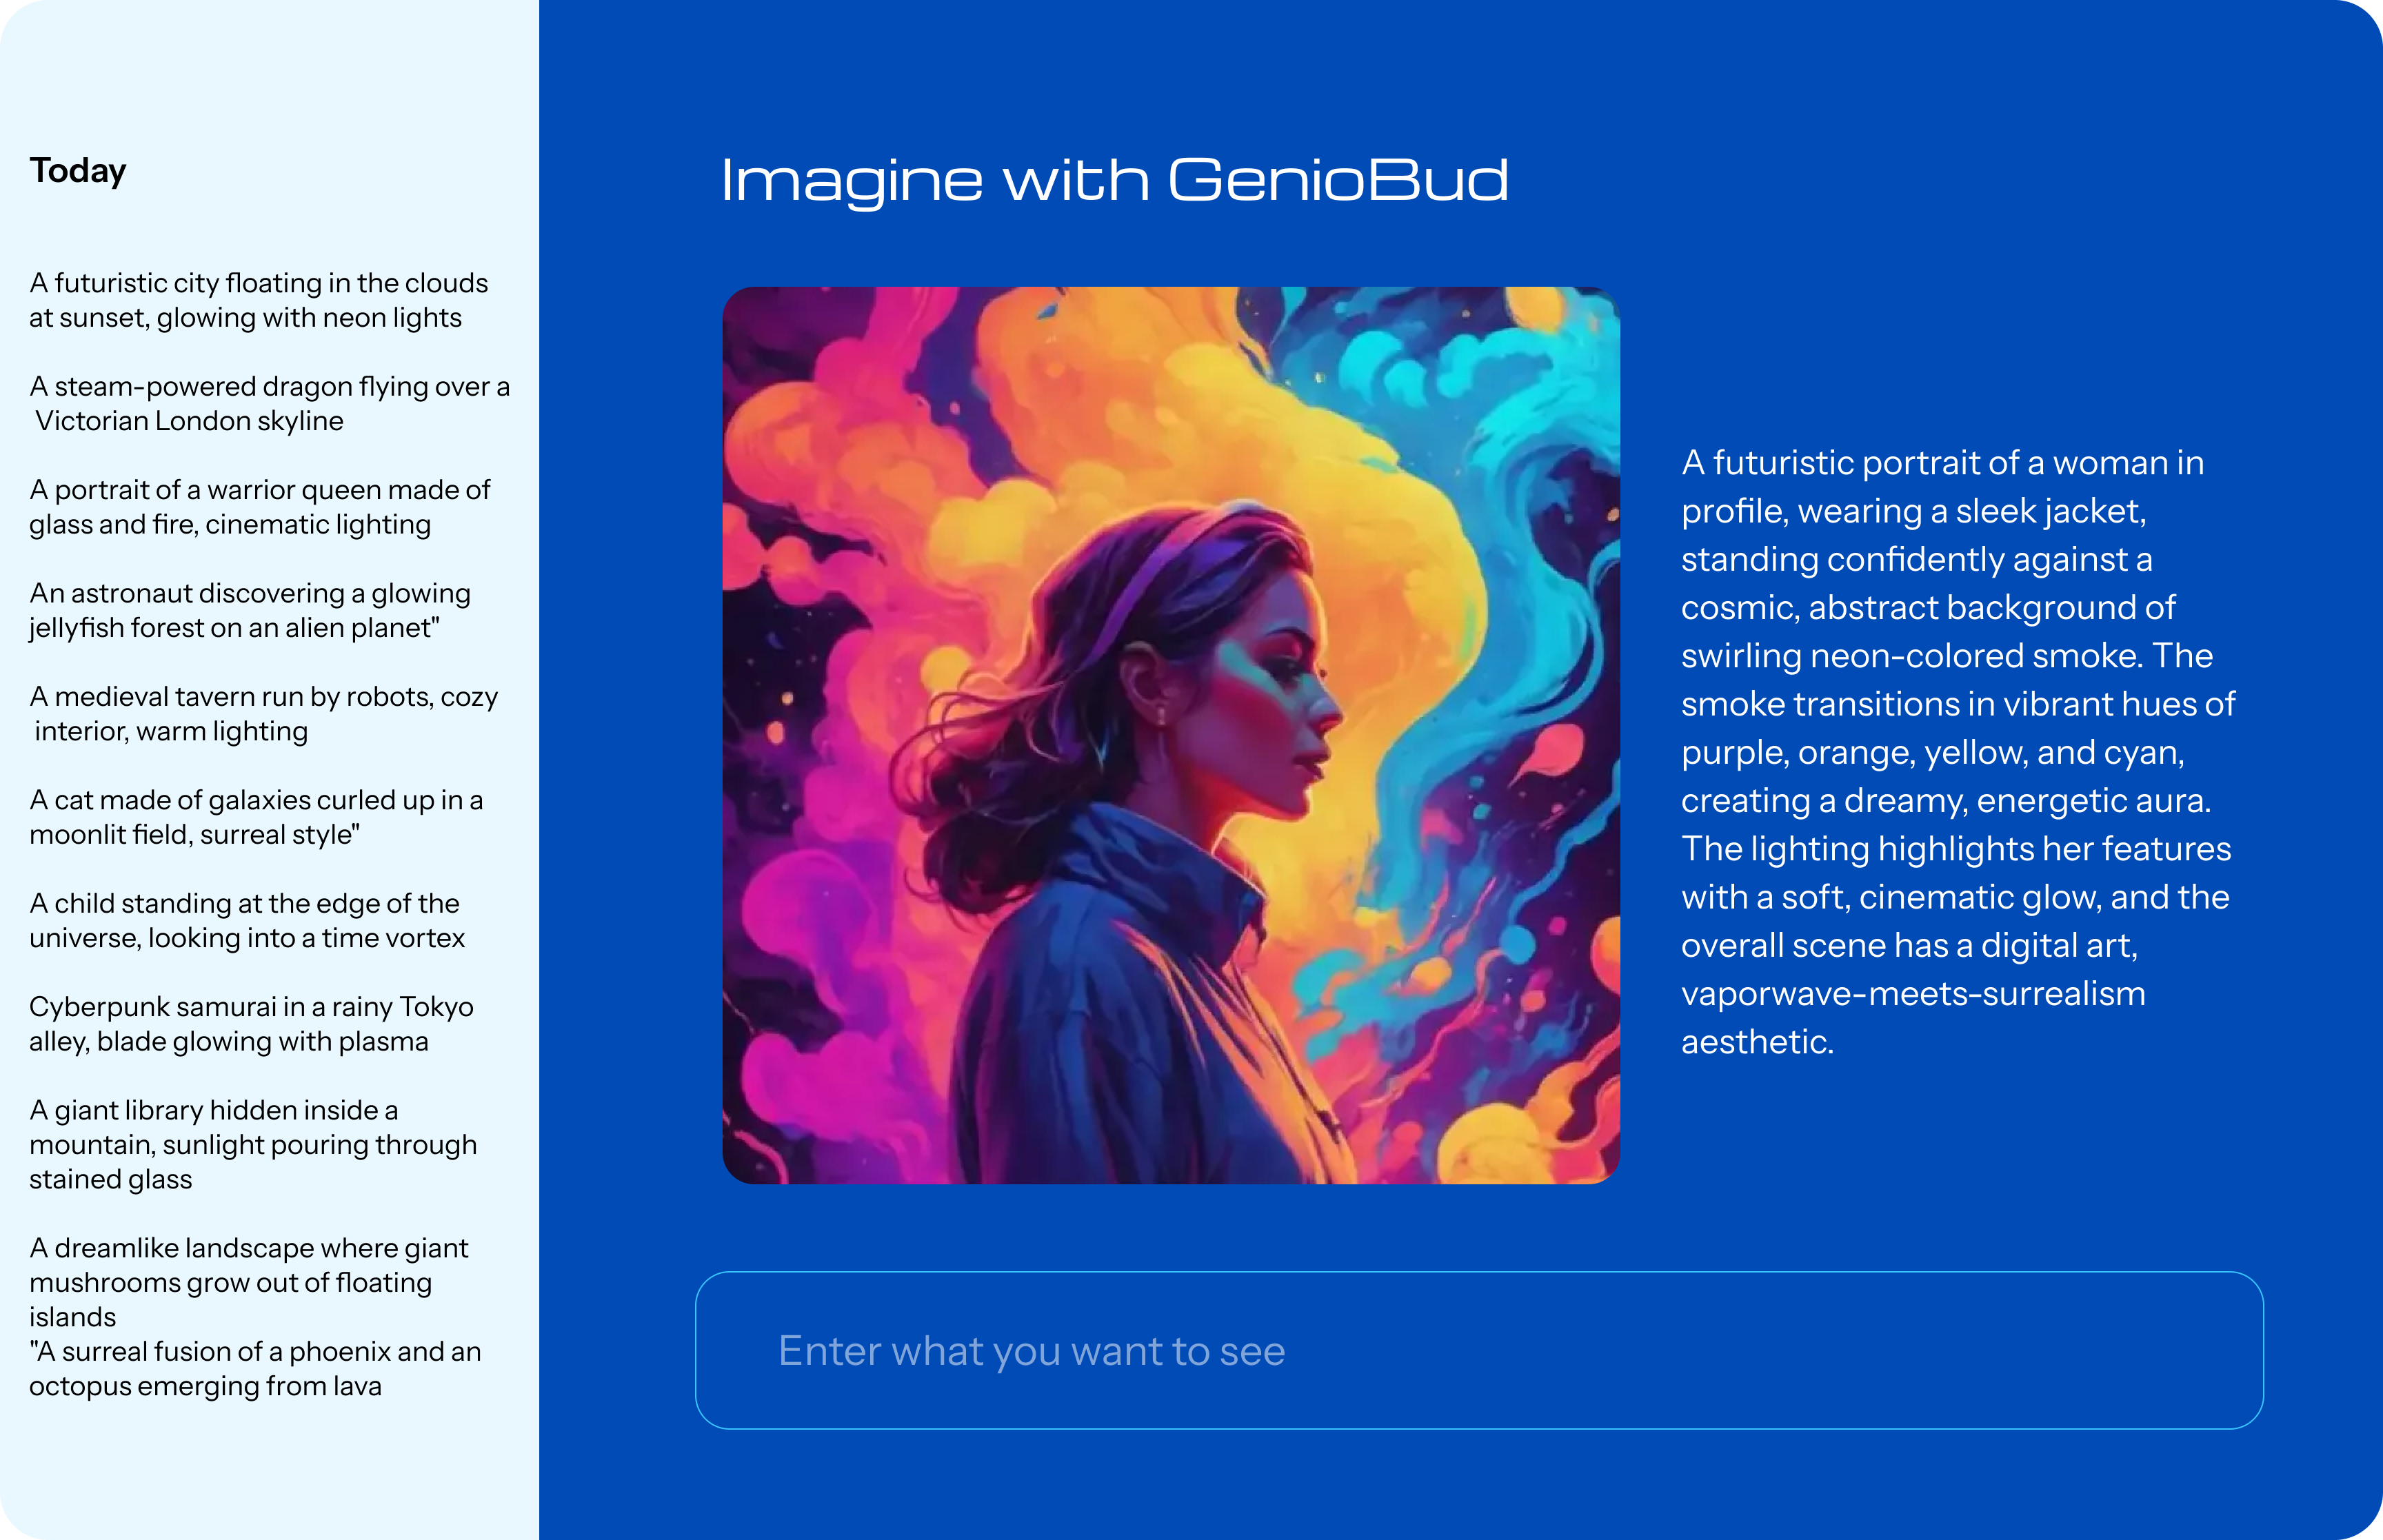 Today
A futuristic city floating in the clouds
at sunset, glowing with neon lights
A steam-powered dragon flying over a
Victorian London skyline
A portrait of a warrior queen made of
glass and fire, cinematic lighting
An astronaut discovering a glowing
jellyfish forest on an alien planet"
A medieval tavern run by robots, cozy
interior, warm lighting
A cat made of galaxies curled up in a
moonlit field, surreal style"
A child standing at the edge of the
universe, looking into a time vortex
Cyberpunk samurai in a rainy Tokyo
alley, blade glowing with plasma
A giant library hidden inside a
mountain, sunlight pouring through
stained glass
A dreamlike landscape where giant
mushrooms grow out of floating
islands
"A surreal fusion of a phoenix and an
octopus emerging from lava
Imagine with GenioBud
A futuristic portrait of a woman in
profile, wearing a sleek jacket,
standing confidently against a
cosmic, abstract background of
swirling neon-colored smoke. The
smoke transitions in vibrant hues of
purple, orange, yellow, and cyan,
creating a dreamy, energetic aura.
The lighting highlights her features
with a soft, cinematic glow, and the
overall scene has a digital art,
vaporwave-meets-surrealism
aesthetic.
Enter what you want to see